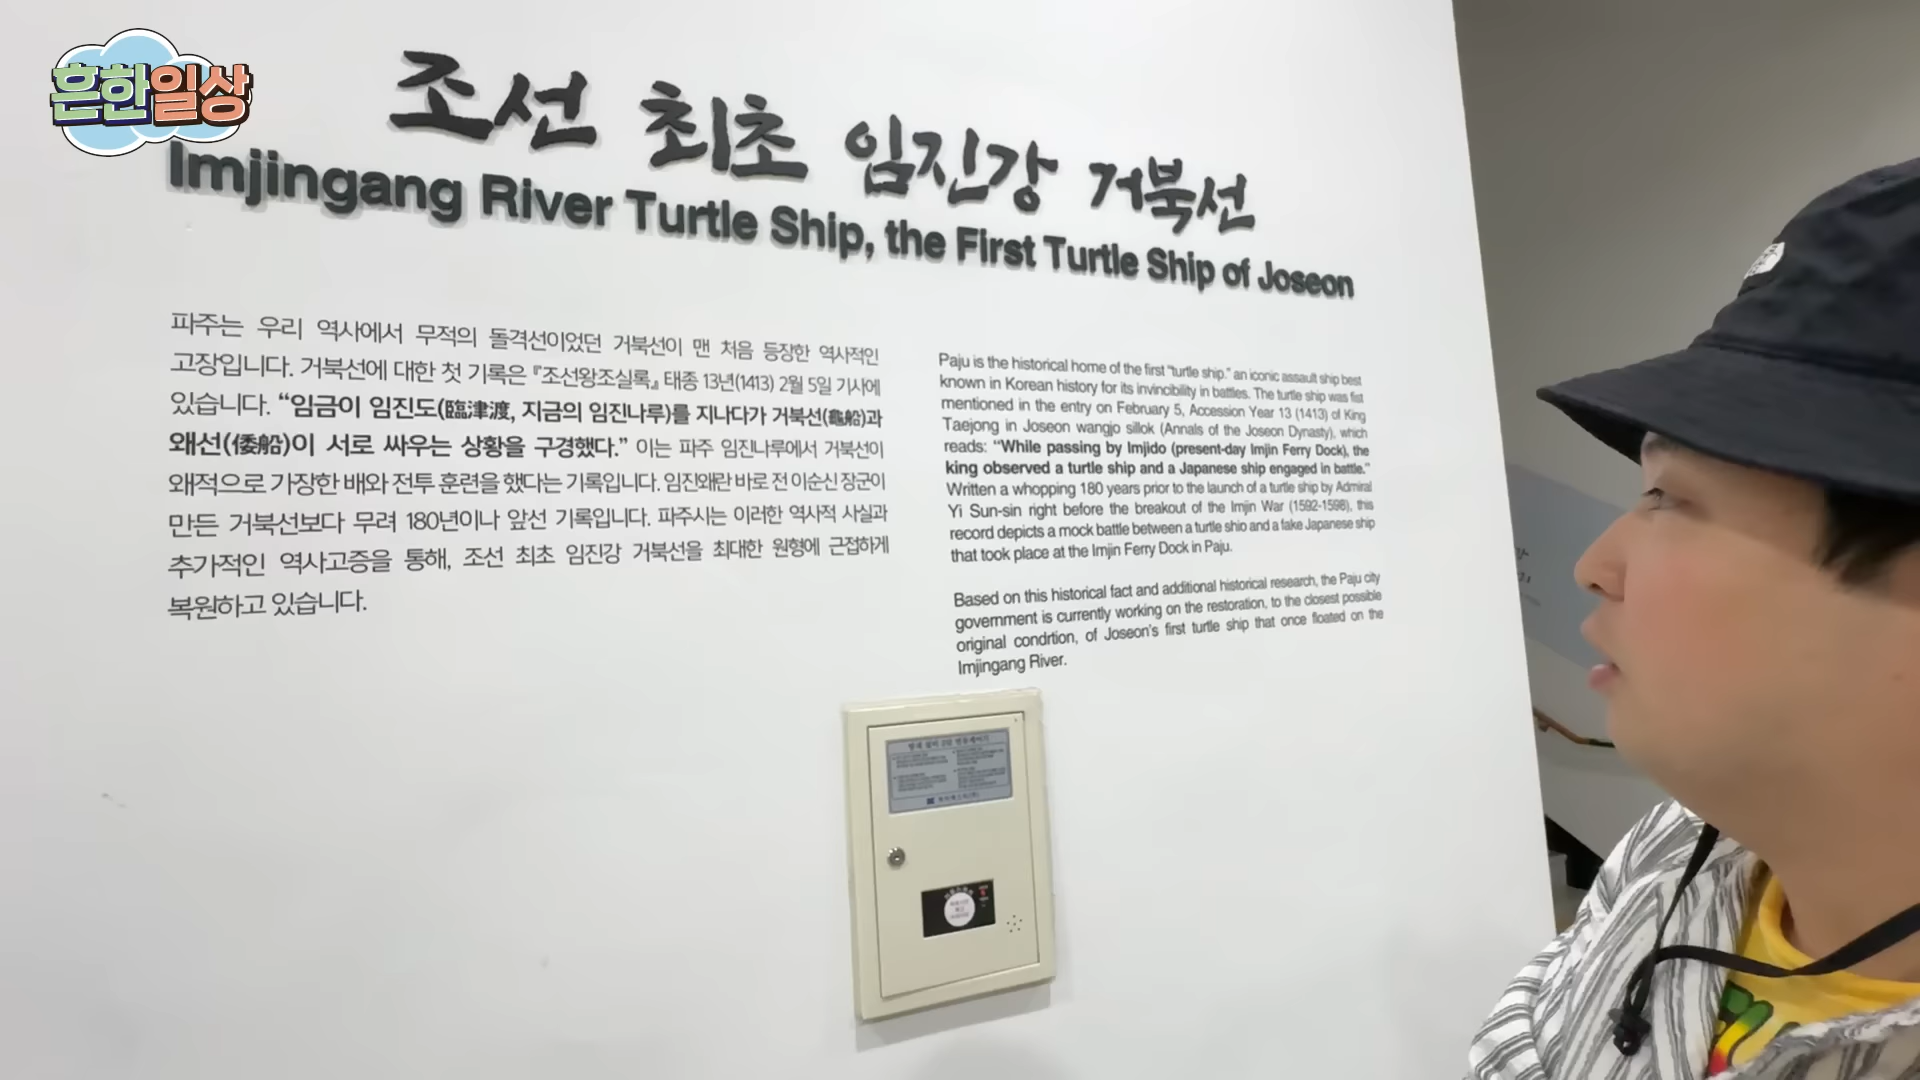 흔한일상
조선 최초 임진강 거북선
Imjingang River Turtle Ship, the First Turtle Ship of Joseon
파주는 우리 역사에서 무적의 돌격선이었던 거북선이 맨 처음 등장한 역사적인
고장입니다. 거북선에 대한 첫 기록은 『조선왕조실록』 태종 13년(1413) 2월 5일 기사에
있습니다. “임금이 임진도(臨津渡, 지금의 임진나루)를 지나다가 거북선(龜船)과
왜선(倭船)이 서로 싸우는 상황을 구경했다.” 이는 파주 임진나루에서 거북선이
왜적으로 가장한 배와 전투 훈련을 했다는 기록입니다. 임진왜란 바로 전 이순신 장군이
만든 거북선보다 무려 180년이나 앞선 기록입니다. 파주시는 이러한 역사적 사실과
추가적인 역사고증을 통해, 조선 최초 임진강 거북선을 최대한 원형에 근접하게
복원하고 있습니다.
Paju is the historical home of the first “turtle ship.” an iconic assault ship best
known in Korean history for its invincibility in battles. The turtle ship was fist
mentioned in the entry on February 5, Accession Year 13 (1413) of King
Taejong in Joseon wangjo sillok (Annals of the Joseon Dynasty), which
reads: “While passing by Imjido (present-day Imjin Ferry Dock), the
king observed a turtle ship and a Japanese ship engaged in battle.”
Written a whopping 180 years prior to the launch of a turtle ship by Admiral
Yi Sun-sin right before the breakout of the Imjin War (1592-1598), this
record depicts a mock battle between a turtle shio and a fake Japanese ship
that took place at the Imjin Ferry Dock in Paju.
Based on this historical fact and additional historical research, the Paju city
government is currently working on the restoration, to the closest possible
original condrtion, of Joseon’s first turtle ship that once floated on the
Imjingang River.